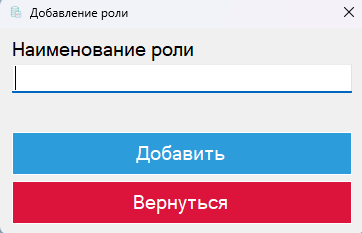 Добавление роли
Наименование роли
Добавить
Вернуться